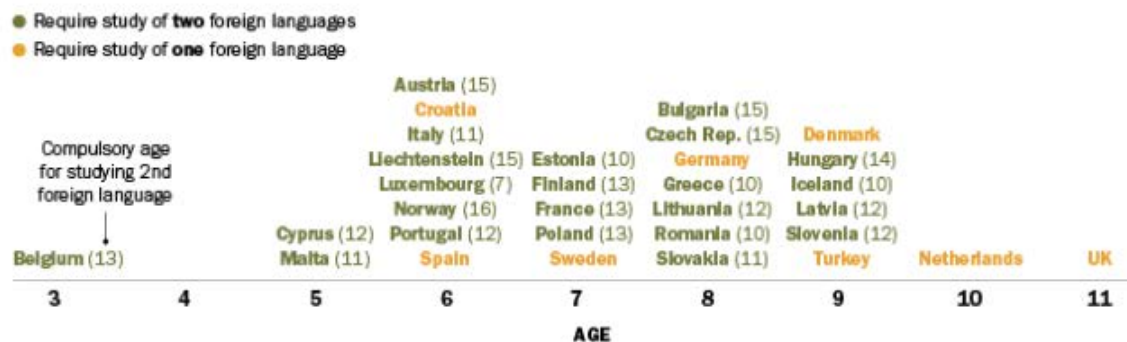 Require study of two foreign languages
Require study of one foreign language
Compulsory age
for studying 2nd
foreign language
Belgium (13)
Cyprus (12)
Malta (11)
Austria (15)
Croatia
Italy (11)
Liechtenstein (15)
Luxembourg (7)
Norway (16)
Portugal (12)
Spain
Estonia (10)
Finland (13)
France (13)
Poland (13)
Sweden
Bulgaria (15)
Czech Rep. (15)
Germany
Greece (10)
Lithuania (12)
Romania (10)
Slovakia (11)
Denmark
Hungary (14)
Iceland (10)
Latvia (12)
Slovenia (12)
Turkey
Netherlands
UK
3 4 5 6 7 8 9 10 11
AGE